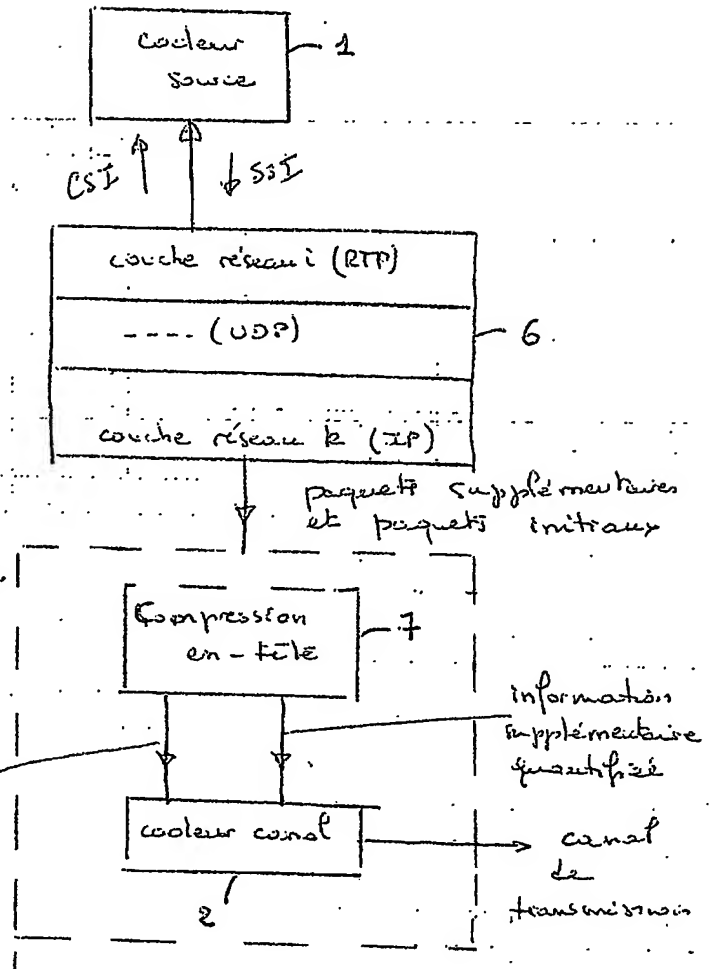 codeur
source
1
CSI
SSI
couche réseau i (RTP)
---- (UDP)
6
couche réseau k (IP)
paquets supplémentaires
et paquets initiaux
Compression
en-tête
7
information
supplémentaire
quantifiée
codeur canal
2
canal
de
transmission